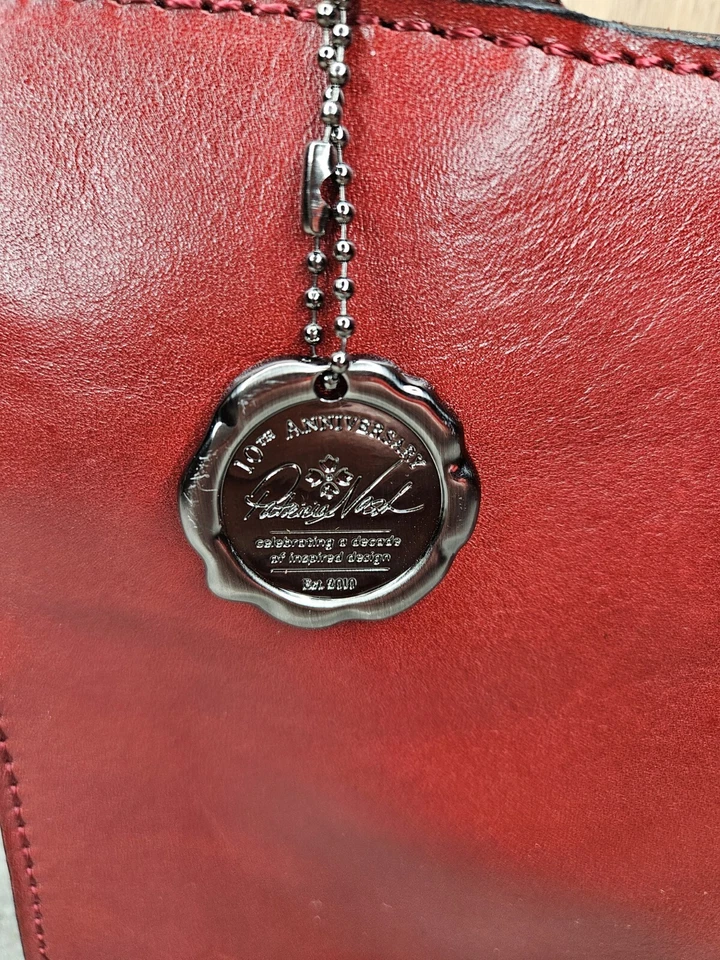 10TH ANNIVERSARY
Patricia Nash
celebrating a decade
of inspired design
Est. 2010